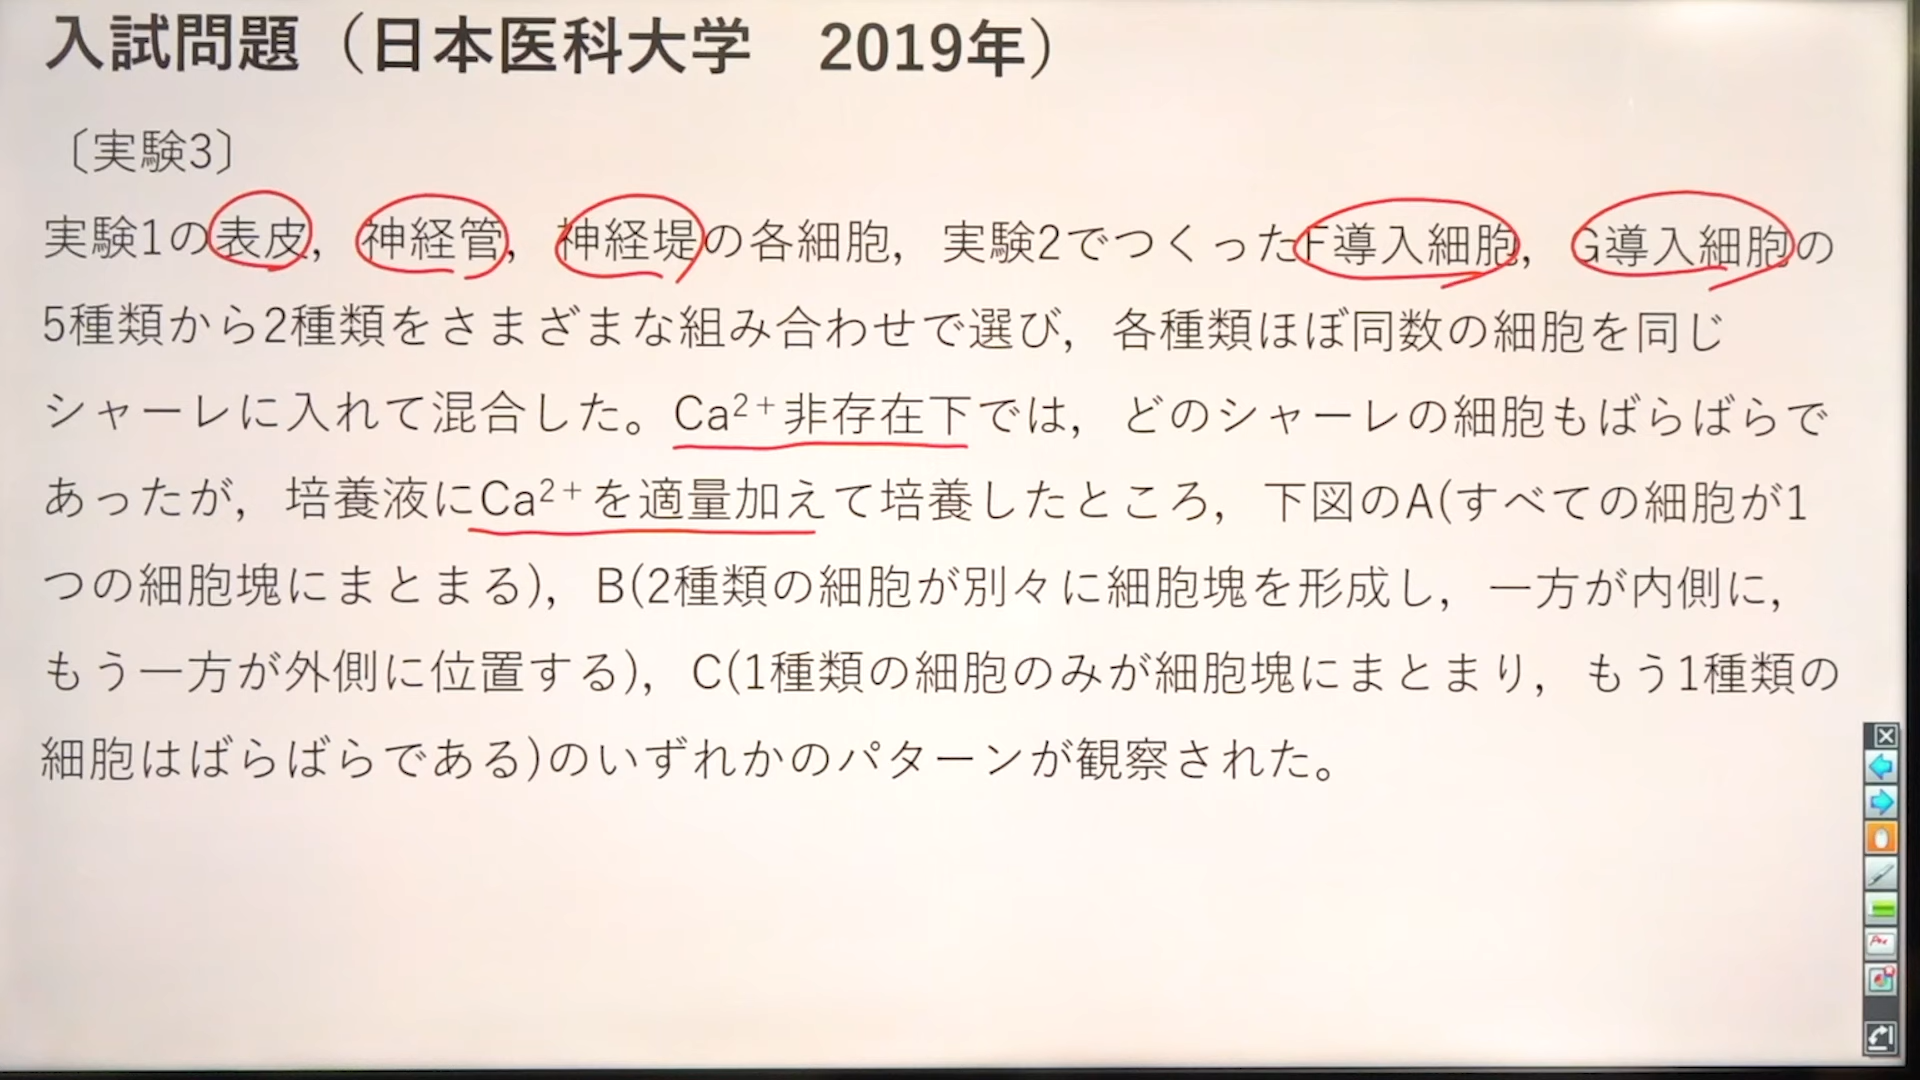 入試問題（日本医科大学　2019年）
〔実験3〕
実験1の表皮，神経管，神経堤の各細胞，実験2でつくったF導入細胞，G導入細胞の
5種類から2種類をさまざまな組み合わせで選び，各種類ほぼ同数の細胞を同じ
シャーレに入れて混合した。Ca²⁺非存在下では，どのシャーレの細胞もばらばらで
あったが，培養液にCa²⁺を適量加えて培養したところ，下図のA(すべての細胞が1
つの細胞塊にまとまる)，B(2種類の細胞が別々に細胞塊を形成し，一方が内側に，
もう一方が外側に位置する)，C(1種類の細胞のみが細胞塊にまとまり，もう1種類の
細胞はばらばらである)のいずれかのパターンが観察された。